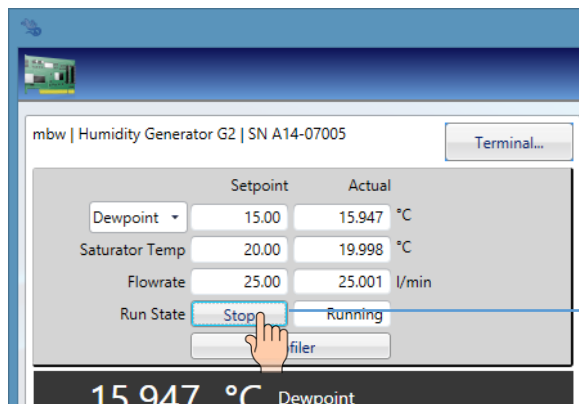 mbw | Humidity Generator G2 | SN A14-07005
Terminal...
Setpoint Actual
Dewpoint 15.00 15.947 °C
Saturator Temp 20.00 19.998 °C
Flowrate 25.00 25.001 l/min
Run State Stop Running
15.947 °C Dewpoint